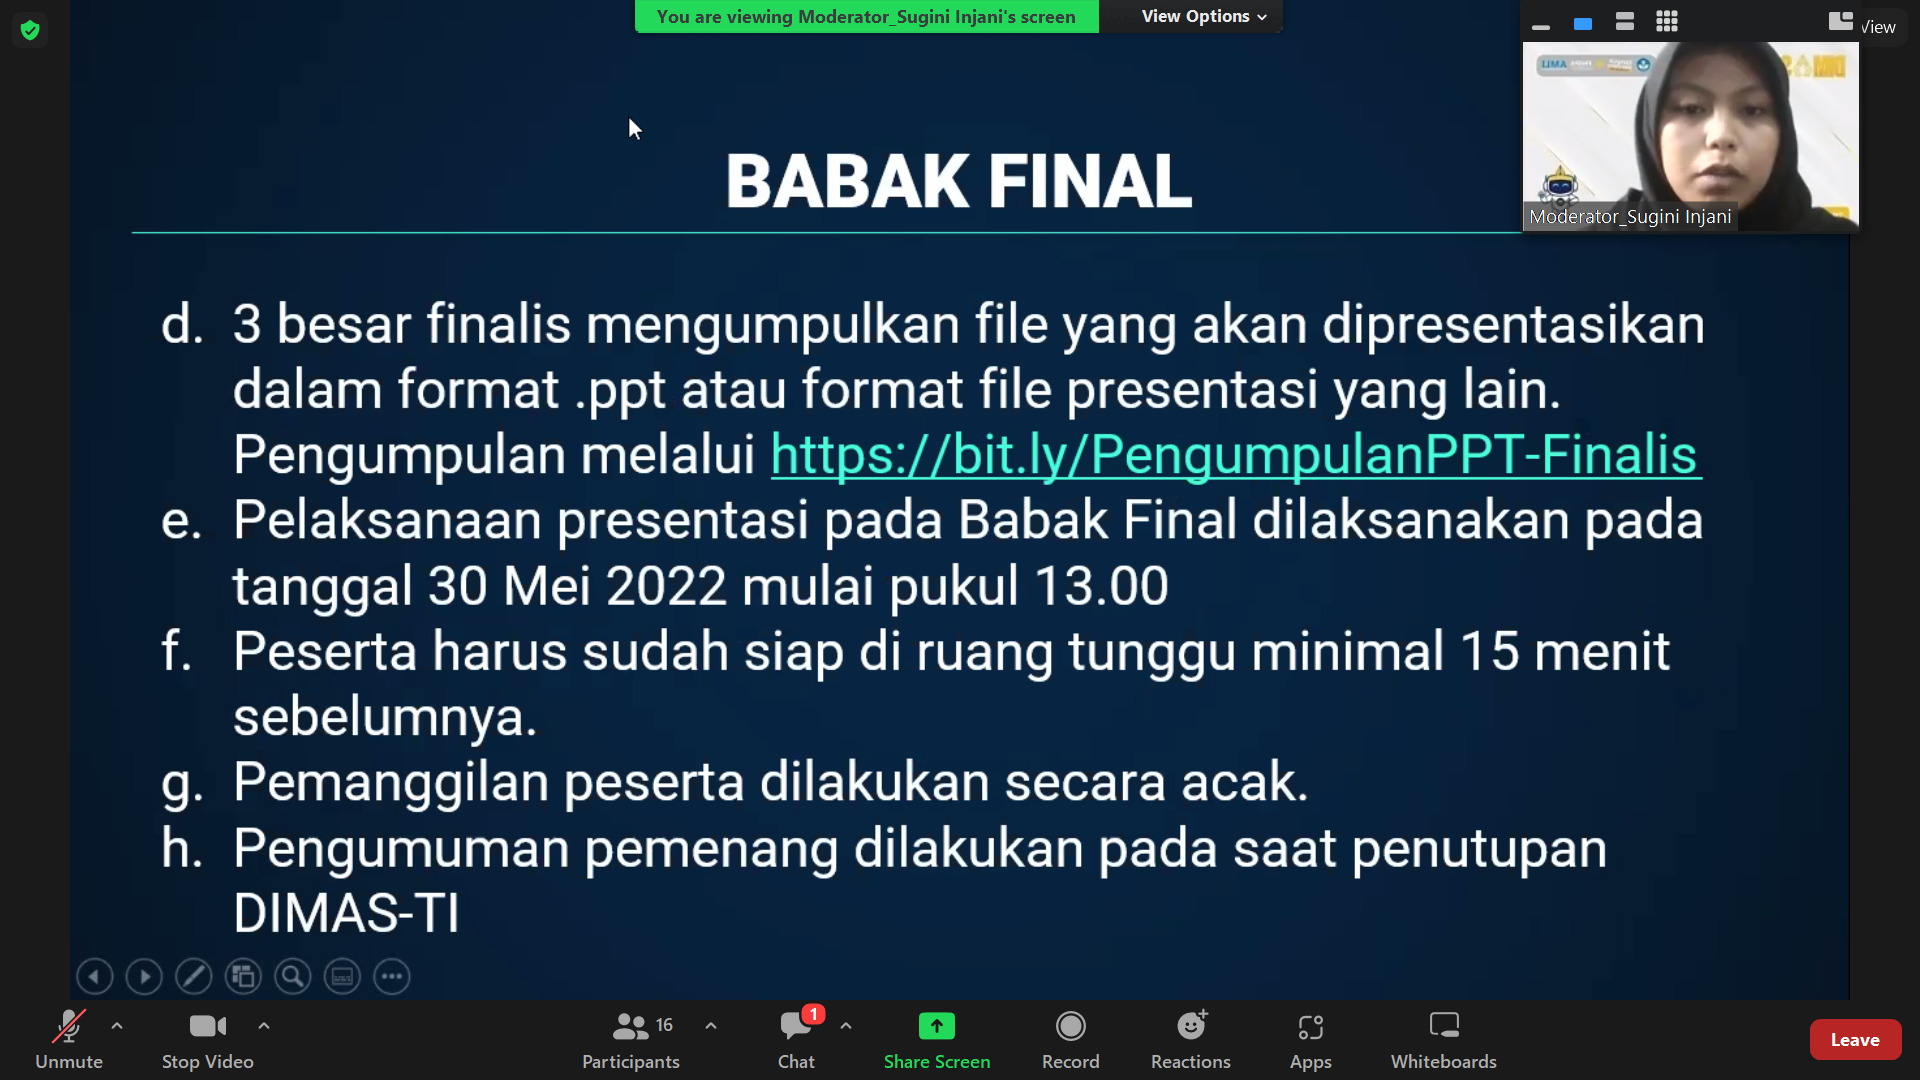 You are viewing Moderator_Sugini Injani's screen
View Options
View
Moderator_Sugini Injani
BABAK FINAL
d. 3 besar finalis mengumpulkan file yang akan dipresentasikan
dalam format .ppt atau format file presentasi yang lain.
Pengumpulan melalui https://bit.ly/PengumpulanPPT-Finalis
e. Pelaksanaan presentasi pada Babak Final dilaksanakan pada
tanggal 30 Mei 2022 mulai pukul 13.00
f. Peserta harus sudah siap di ruang tunggu minimal 15 menit
sebelumnya.
g. Pemanggilan peserta dilakukan secara acak.
h. Pengumuman pemenang dilakukan pada saat penutupan
DIMAS-TI
16
1
Unmute
Stop Video
Participants
Chat
Share Screen
Record
Reactions
Apps
Whiteboards
Leave